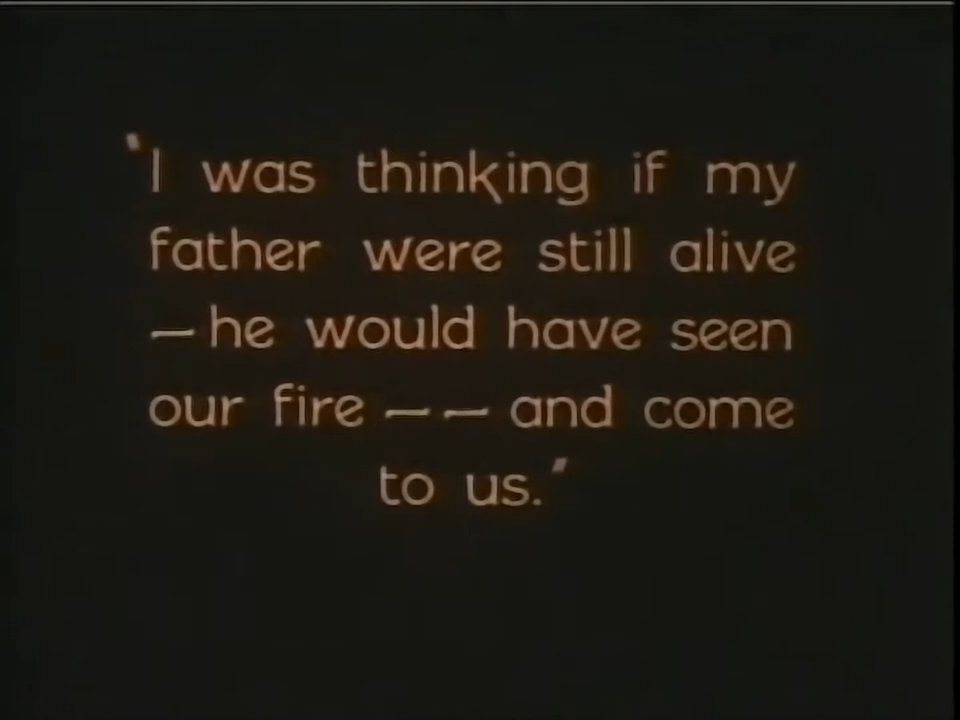 "I was thinking if my
father were still alive
— he would have seen
our fire — — and come
to us."